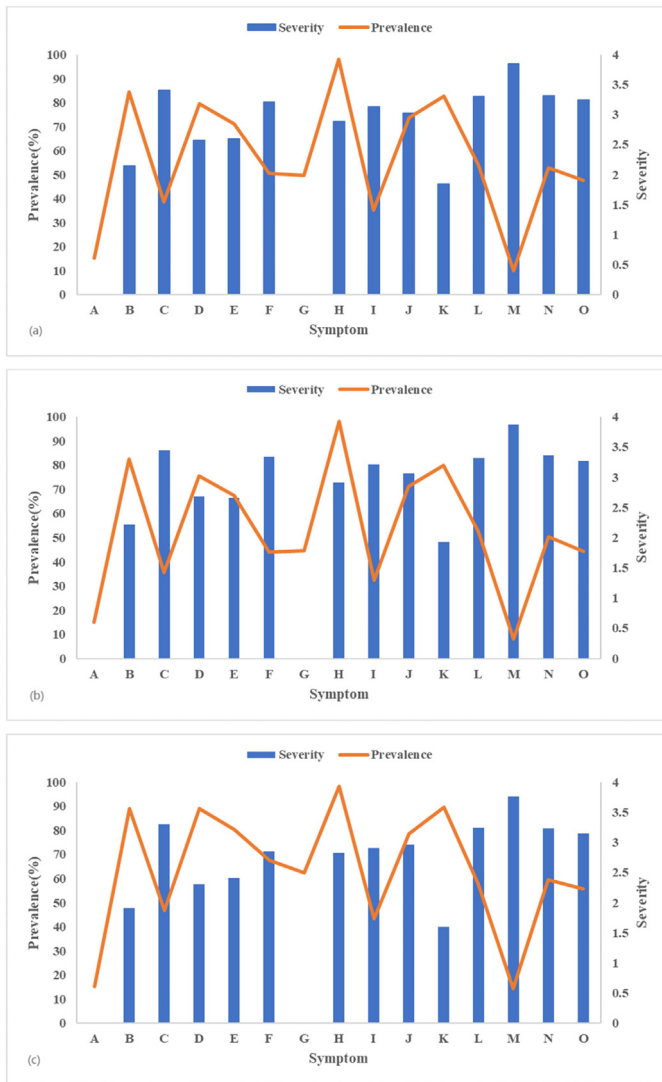 Severity Prevalence
100 4
90 3.5
80 3
70 2.5
60 2
50 1.5
40 1
30 0.5
20 0
10
0
Prevalence(%)
Severity
A B C D E F G H I J K L M N O
Symptom
(a)
Severity Prevalence
100 4
90 3.5
80 3
70 2.5
60 2
50 1.5
40 1
30 0.5
20 0
10
0
Prevalence(%)
Severity
A B C D E F G H I J K L M N O
Symptom
(b)
Severity Prevalence
100 4
90 3.5
80 3
70 2.5
60 2
50 1.5
40 1
30 0.5
20 0
10
0
Prevalence(%)
Severity
A B C D E F G H I J K L M N O
Symptom
(c)